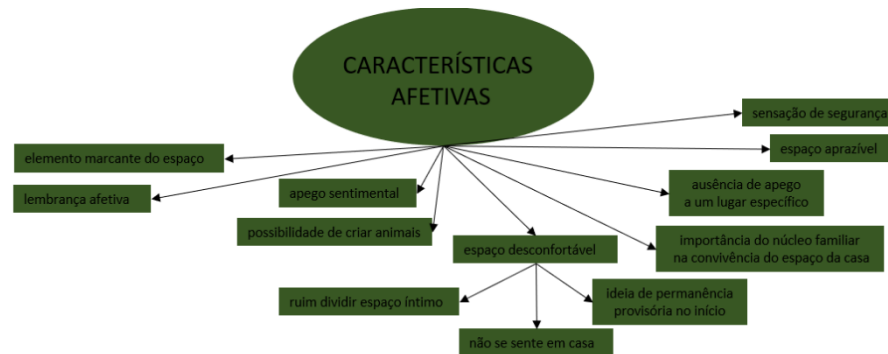 CARACTERÍSTICAS
AFETIVAS
sensação de segurança
elemento marcante do espaço
espaço aprazível
lembrança afetiva
apego sentimental
ausência de apego
a um lugar específico
possibilidade de criar animais
espaço desconfortável
importância do núcleo familiar
na convivência do espaço da casa
ruim dividir espaço íntimo
ideia de permanência
provisória no início
não se sente em casa